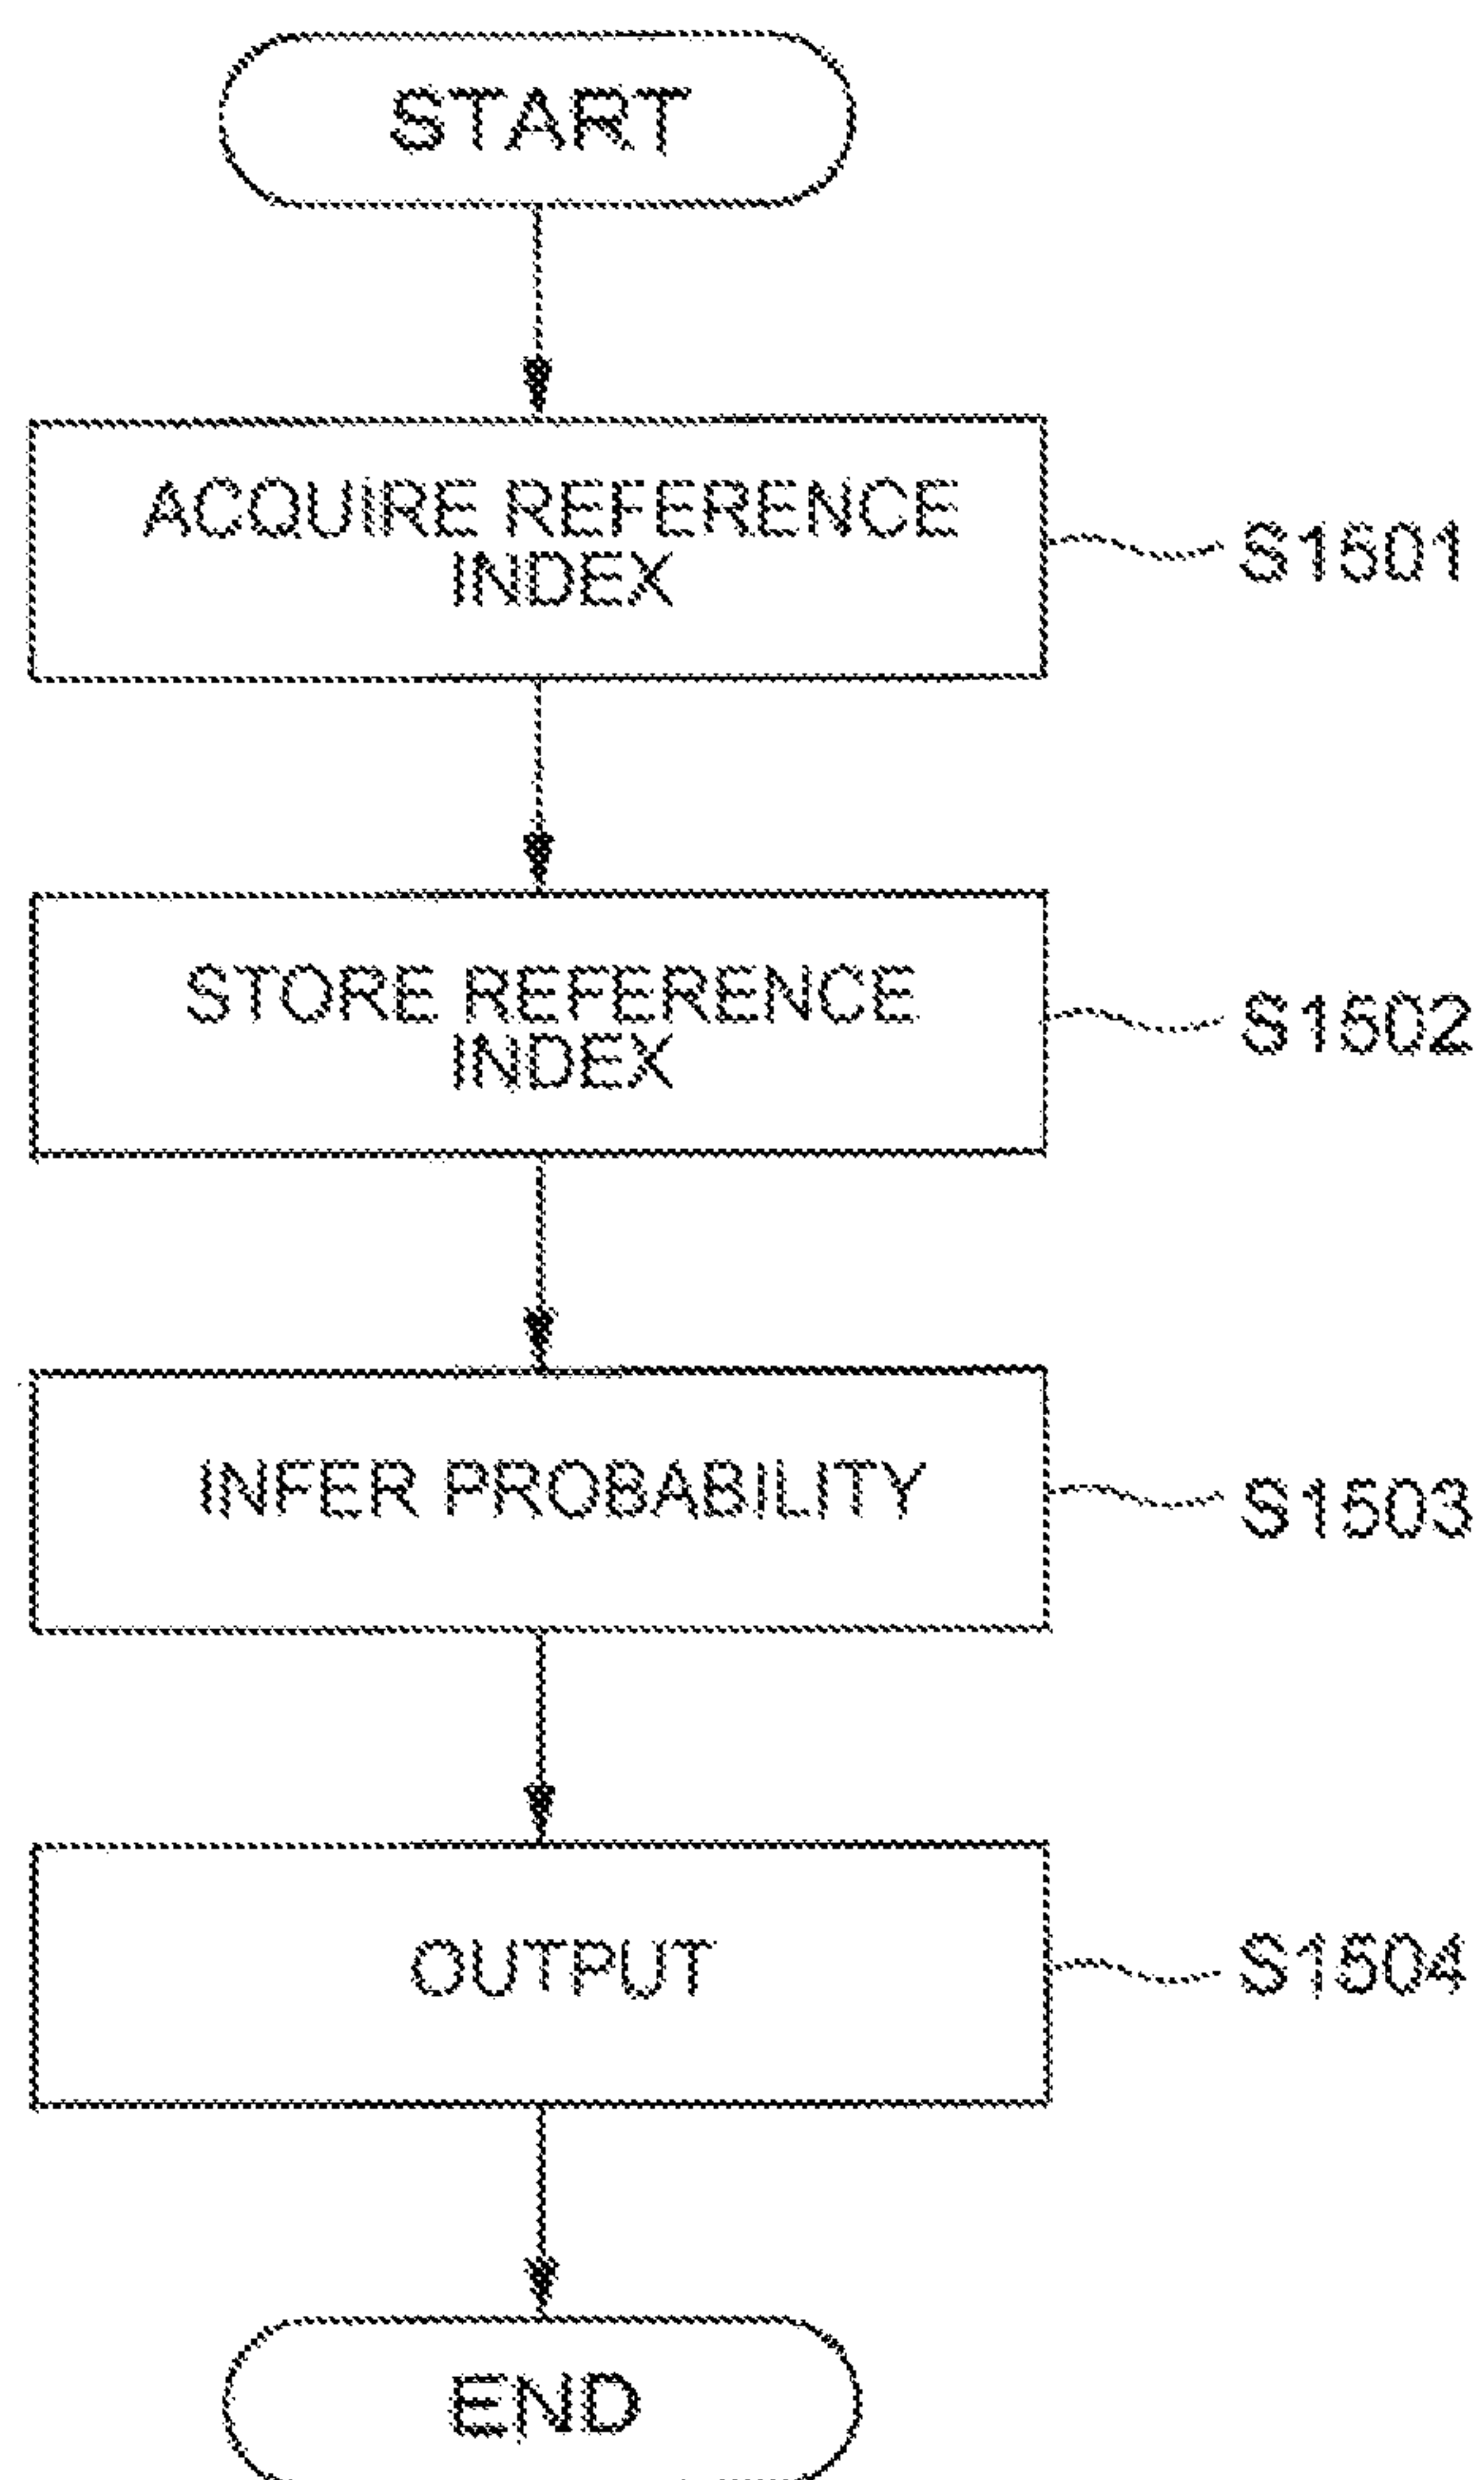 START
ACQUIRE REFERENCE
INDEX
S1501
STORE REFERENCE
INDEX
S1502
INFER PROBABILITY
S1503
OUTPUT
S1504
END